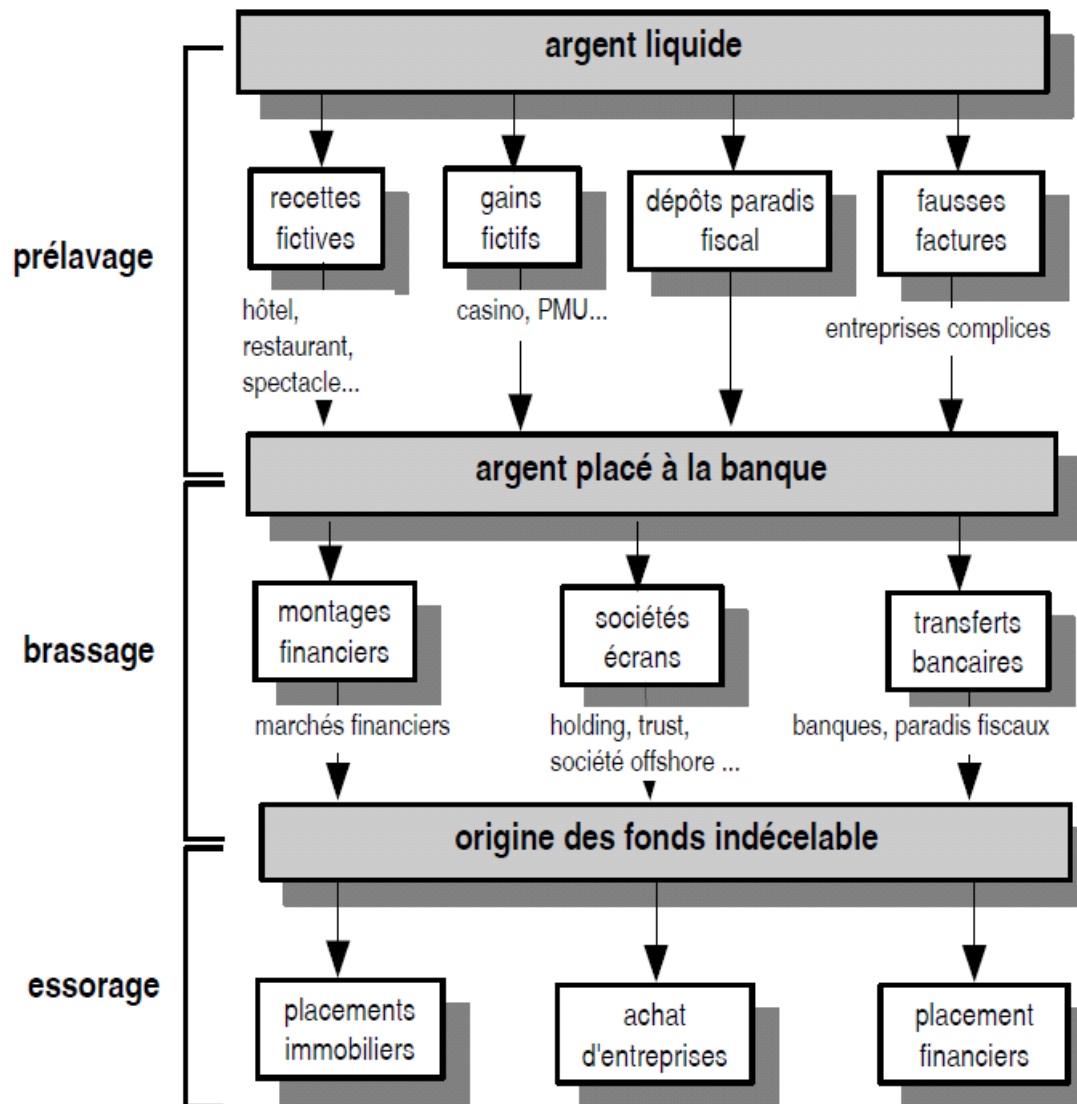 argent liquide
recettes
fictives
gains
fictifs
dépôts paradis
fiscal
fausses
factures
prélavage
hôtel,
restaurant,
spectacle...
casino, PMU...
entreprises complices
argent placé à la banque
montages
financiers
sociétés
écrans
transferts
bancaires
brassage
marchés financiers
holding, trust,
société offshore ...
banques, paradis fiscaux
origine des fonds indécelable
essorage
placements
immobiliers
achat
d'entreprises
placement
financiers